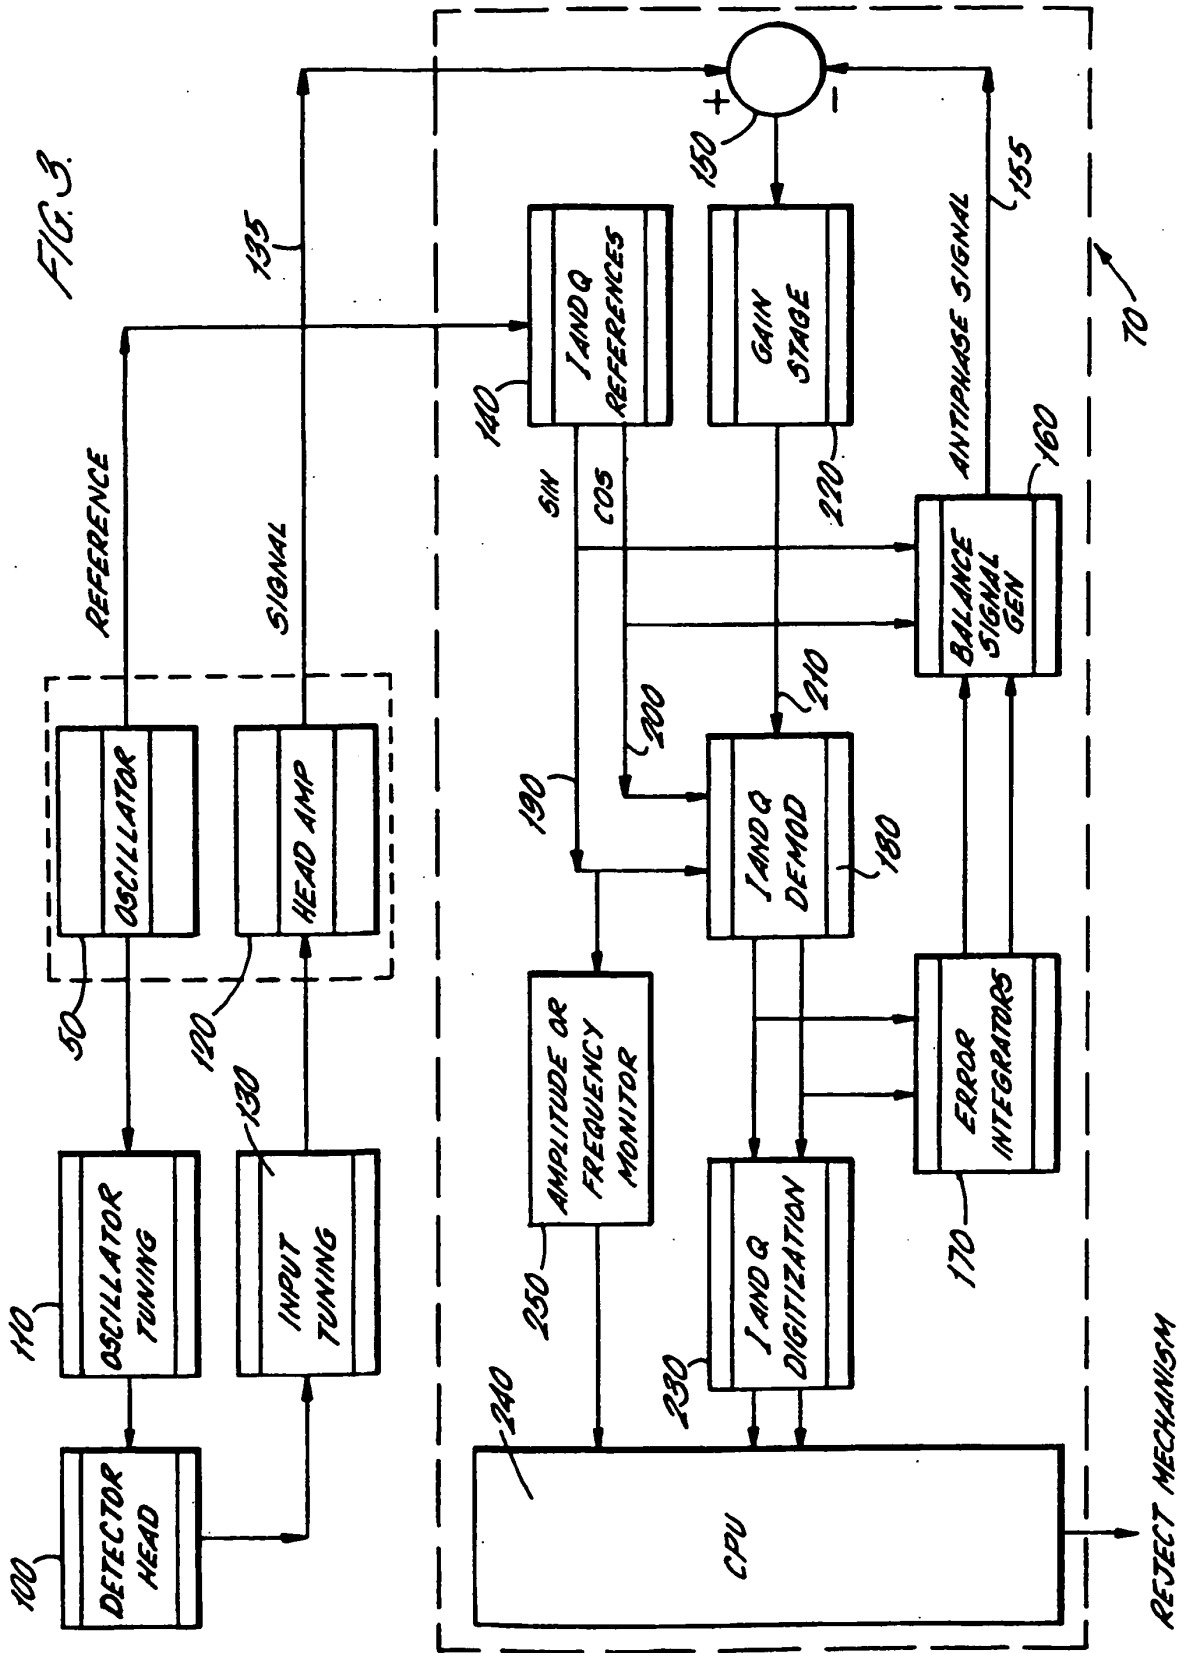 FIG. 3.
100
DETECTOR
HEAD
110
OSCILLATOR
TUNING
50
OSCILLATOR
REFERENCE
130
INPUT
TUNING
120
HEAD AMP
SIGNAL
135
240
CPU
250
AMPLITUDE OR
FREQUENCY
MONITOR
190
200
SIN
COS
140
I AND Q
REFERENCES
150
+
-
230
I AND Q
DIGITIZATION
180
I AND Q
DEMOD
210
220
GAIN
STAGE
170
ERROR
INTEGRATORS
160
BALANCE
SIGNAL
GEN
ANTIPHASE SIGNAL
155
70
REJECT MECHANISM